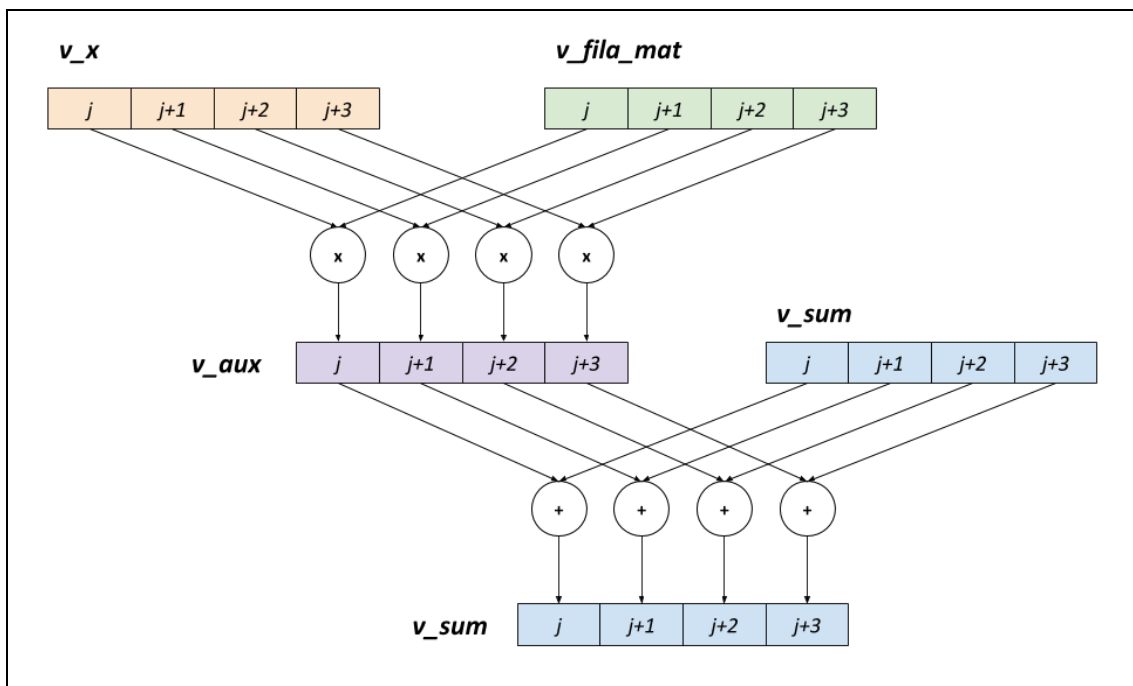 v_x v_fila_mat
j j+1 j+2 j+3 j j+1 j+2 j+3
x x x x
v_sum
v_aux j j+1 j+2 j+3 j j+1 j+2 j+3
+ + + +
v_sum j j+1 j+2 j+3